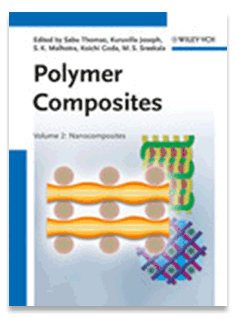 Edited by Sabu Thomas, Kuruvilla Joseph,
S. K. Malhotra, Koichi Goda, M. S. Sreekala
WILEY-VCH
Polymer
Composites
Volume 2: Nanocomposites